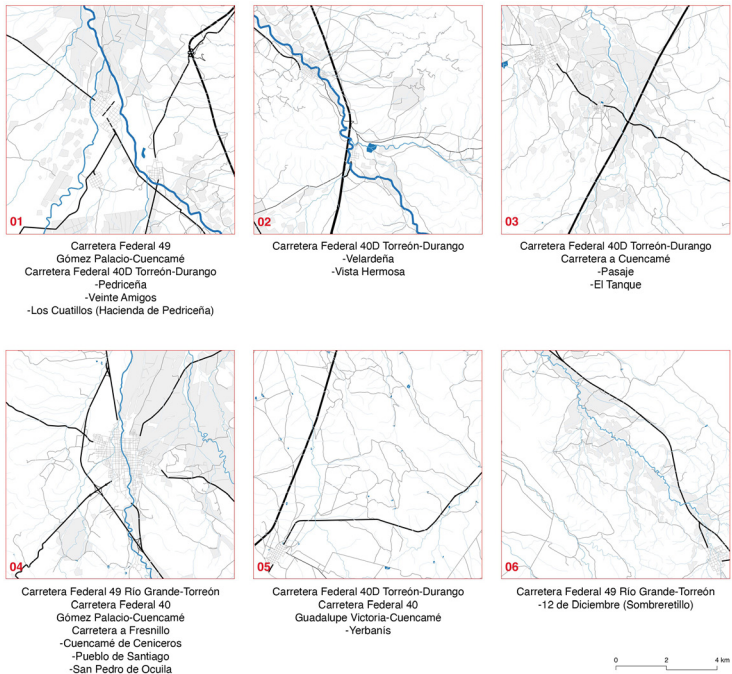 01
Carretera Federal 49
Gómez Palacio-Cuencamé
Carretera Federal 40D Torreón-Durango
-Pedriceña
-Veinte Amigos
-Los Cuatillos (Hacienda de Pedriceña)
02
Carretera Federal 40D Torreón-Durango
-Velardeña
-Vista Hermosa
03
Carretera Federal 40D Torreón-Durango
Carretera a Cuencamé
-Pasaje
-El Tanque
04
Carretera Federal 49 Río Grande-Torreón
Carretera Federal 40
Gómez Palacio-Cuencamé
Carretera a Fresnillo
-Cuencamé de Ceniceros
-Pueblo de Santiago
-San Pedro de Ocuila
05
Carretera Federal 40D Torreón-Durango
Carretera Federal 40
Guadalupe Victoria-Cuencamé
-Yerbanís
06
Carretera Federal 49 Río Grande-Torreón
-12 de Diciembre (Sombreretillo)
0 2 4 km